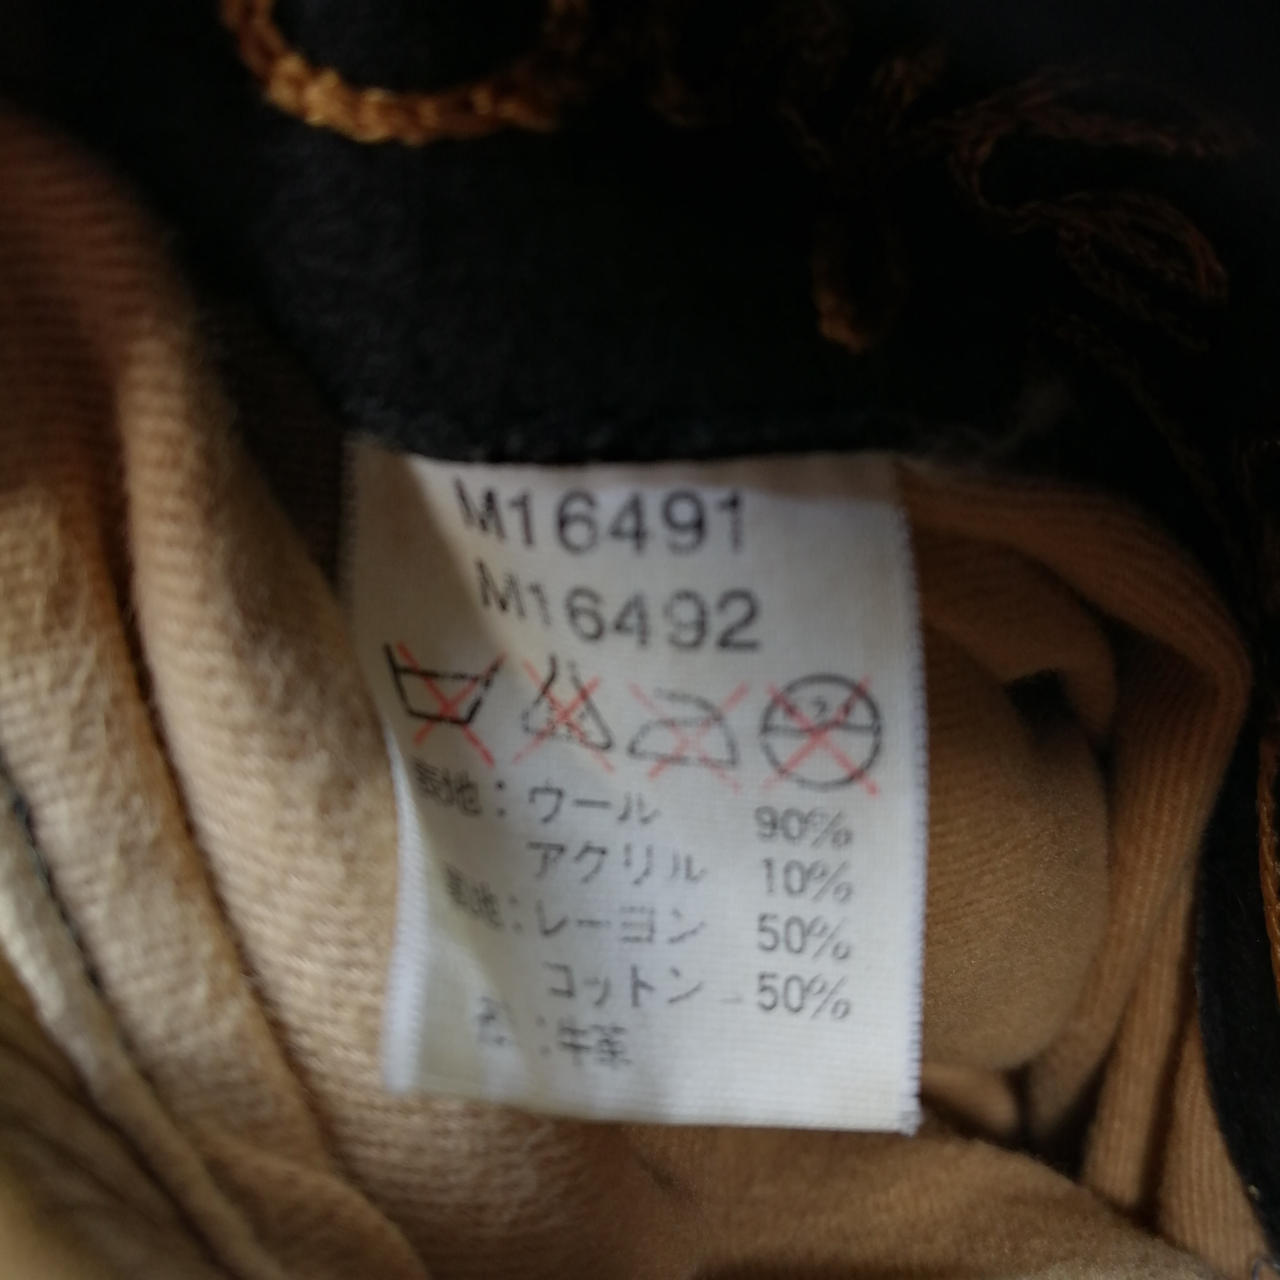 M16491
M16492
表地：ウール 90%
アクリル 10%
裏地：レーヨン 50%
コットン 50%
：牛革